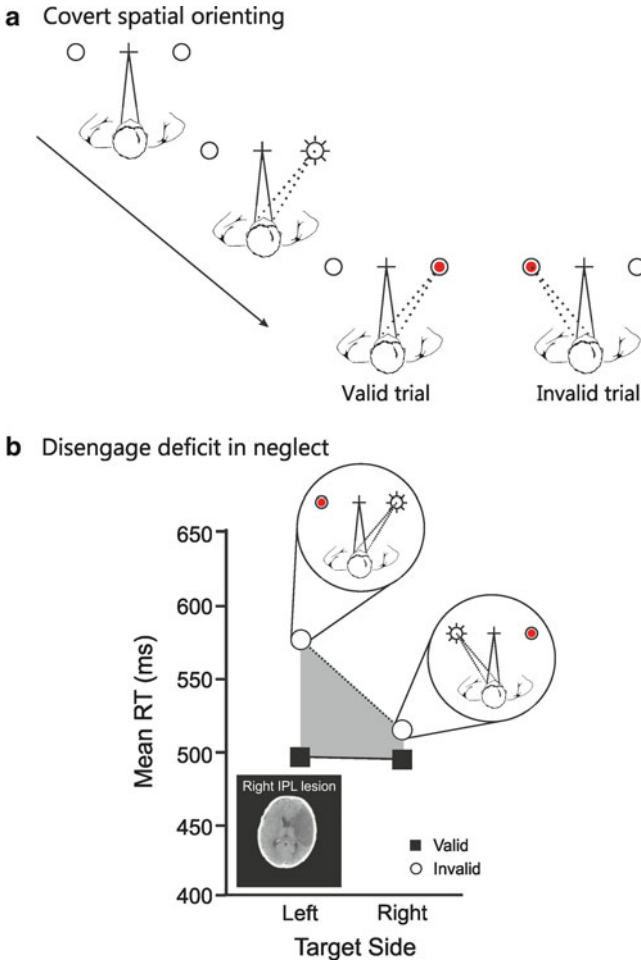 a Covert spatial orienting
Valid trial
Invalid trial
b Disengage deficit in neglect
Mean RT (ms)
650
600
550
500
450
400
Right IPL lesion
Valid
Invalid
Left
Right
Target Side